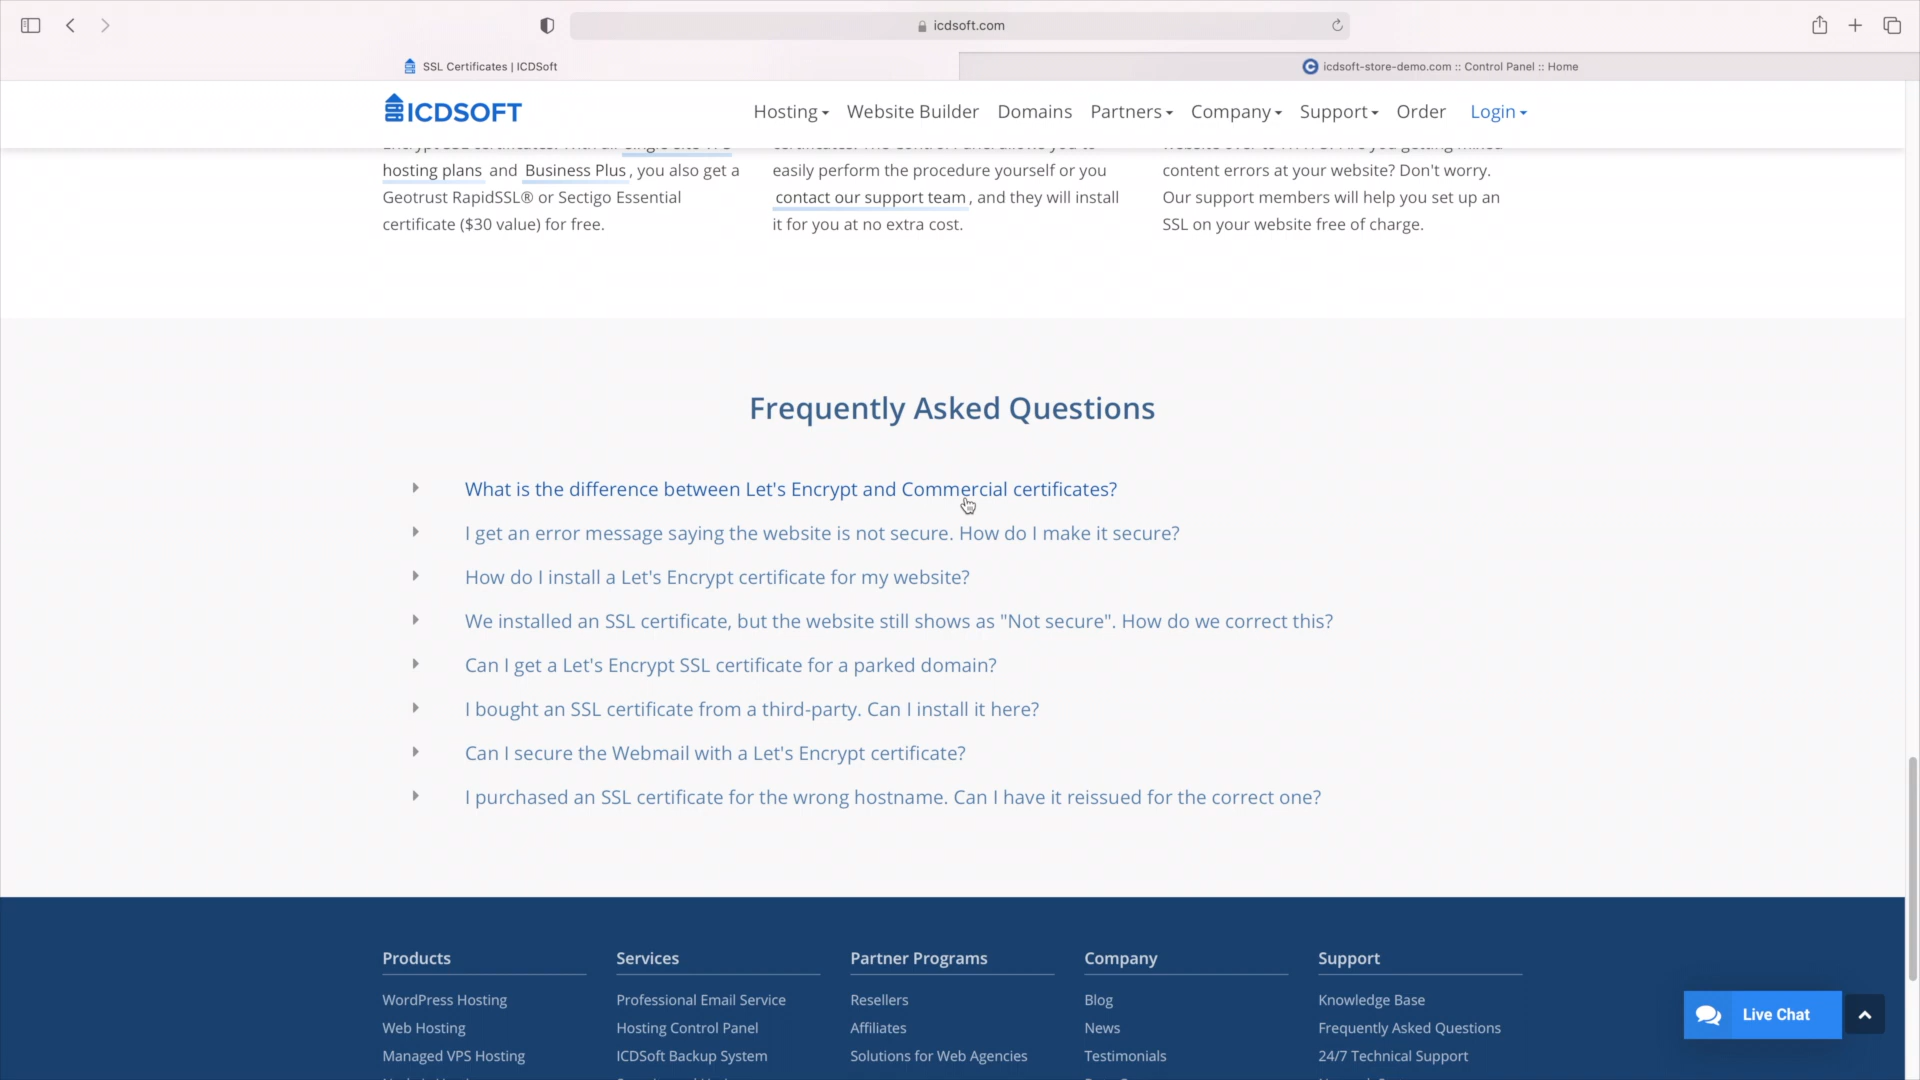 icdsoft.com
SSL Certificates | ICDSoft
icdsoft-store-demo.com :: Control Panel :: Home
ICDSOFT
Hosting
Website Builder
Domains
Partners
Company
Support
Order
Login
hosting plans and Business Plus, you also get a
Geotrust RapidSSL® or Sectigo Essential
certificate ($30 value) for free.
easily perform the procedure yourself or you
contact our support team, and they will install
it for you at no extra cost.
content errors at your website? Don't worry.
Our support members will help you set up an
SSL on your website free of charge.
Frequently Asked Questions
What is the difference between Let's Encrypt and Commercial certificates?
I get an error message saying the website is not secure. How do I make it secure?
How do I install a Let's Encrypt certificate for my website?
We installed an SSL certificate, but the website still shows as "Not secure". How do we correct this?
Can I get a Let's Encrypt SSL certificate for a parked domain?
I bought an SSL certificate from a third-party. Can I install it here?
Can I secure the Webmail with a Let's Encrypt certificate?
I purchased an SSL certificate for the wrong hostname. Can I have it reissued for the correct one?
Products
WordPress Hosting
Web Hosting
Managed VPS Hosting
Services
Professional Email Service
Hosting Control Panel
ICDSoft Backup System
Partner Programs
Resellers
Affiliates
Solutions for Web Agencies
Company
Blog
News
Testimonials
Support
Knowledge Base
Frequently Asked Questions
24/7 Technical Support
Live Chat